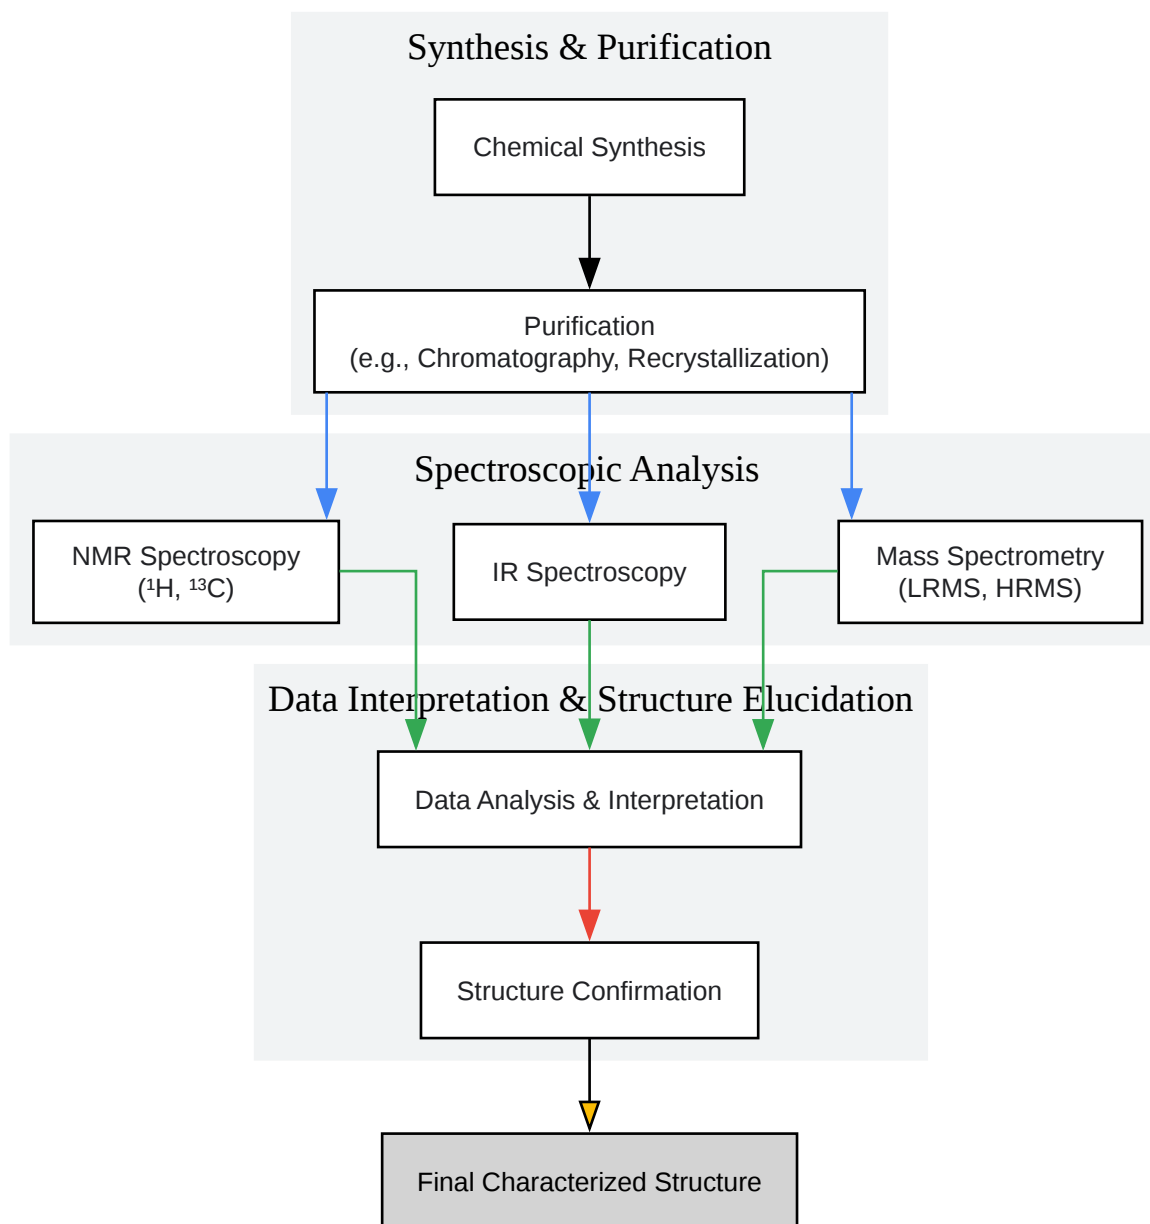 Synthesis & Purification
Chemical Synthesis
Purification
(e.g., Chromatography, Recrystallization)
Spectroscopic Analysis
NMR Spectroscopy
(¹H, ¹³C)
IR Spectroscopy
Mass Spectrometry
(LRMS, HRMS)
Data Interpretation & Structure Elucidation
Data Analysis & Interpretation
Structure Confirmation
Final Characterized Structure